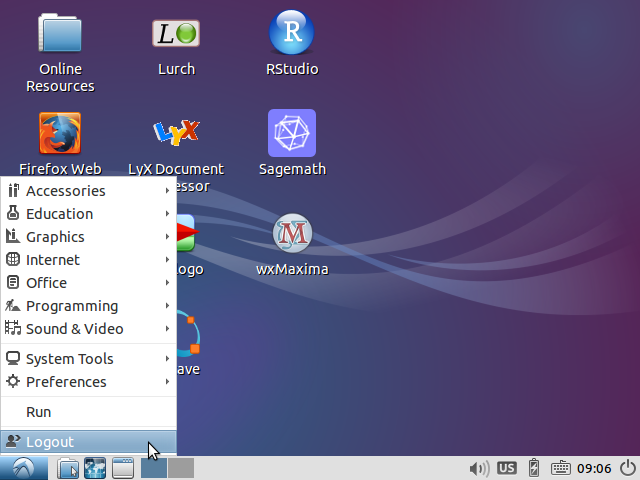 Online
Resources
L
Lurch
R
RStudio
Firefox Web
LyX
LyX Document
ssor
Sagemath
ogo
M
wxMaxima
ave
Accessories
Education
Graphics
Internet
Office
Programming
Sound & Video
System Tools
Preferences
Run
Logout
US
09:06